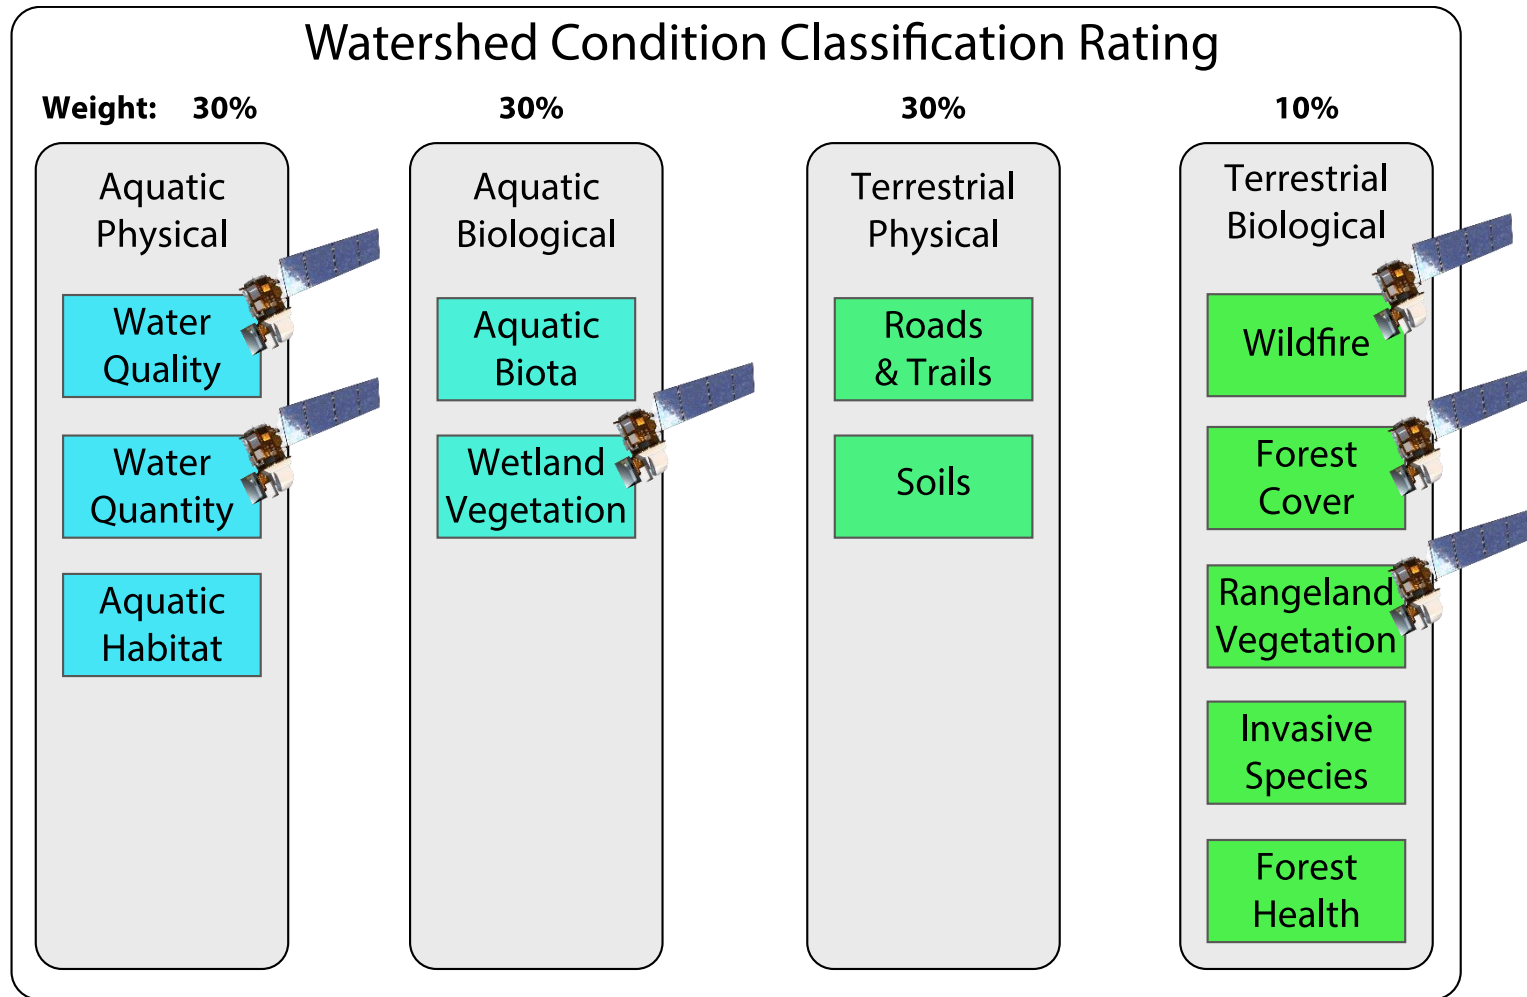 Watershed Condition Classification Rating
Weight: 30% 30% 30% 10%
Aquatic
Physical
Water
Quality
Water
Quantity
Aquatic
Habitat
Aquatic
Biological
Aquatic
Biota
Wetland
Vegetation
Terrestrial
Physical
Roads
& Trails
Soils
Terrestrial
Biological
Wildfire
Forest
Cover
Rangeland
Vegetation
Invasive
Species
Forest
Health